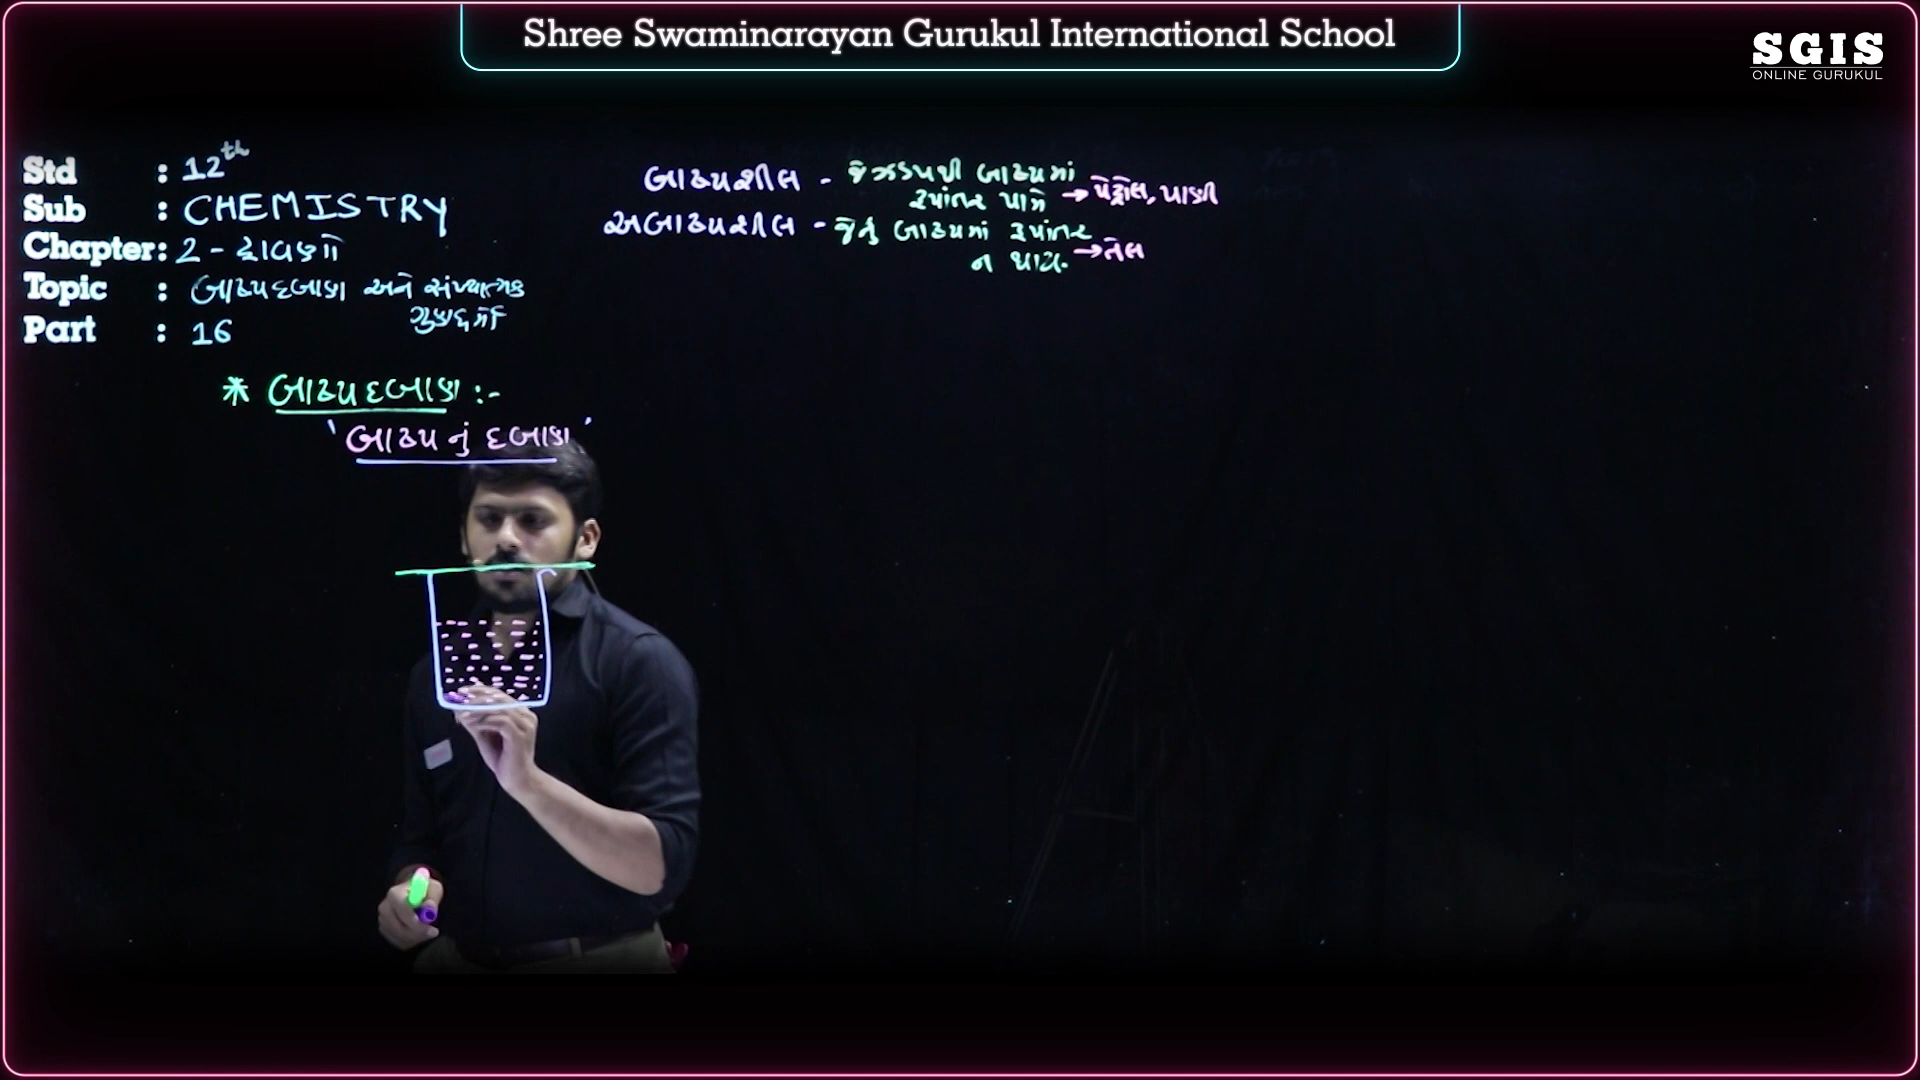 Shree Swaminarayan Gurukul International School
SGIS
ONLINE GURUKUL
Std : 12th
Sub : CHEMISTRY
Chapter: 2 - દ્રાવણો
Topic : બાષ્પદબાણ અને સંખ્યાત્મક
ગુણધર્મો
Part : 16
બાષ્પશીલ - જે ઝડપથી બાષ્પમાં
રૂપાંતર પામે → પેટ્રોલ, પાણી
અબાષ્પશીલ - જેનું બાષ્પમાં રૂપાંતર
ન થાય. → તેલ
* બાષ્પદબાણ :-
'બાષ્પ નું દબાણ'